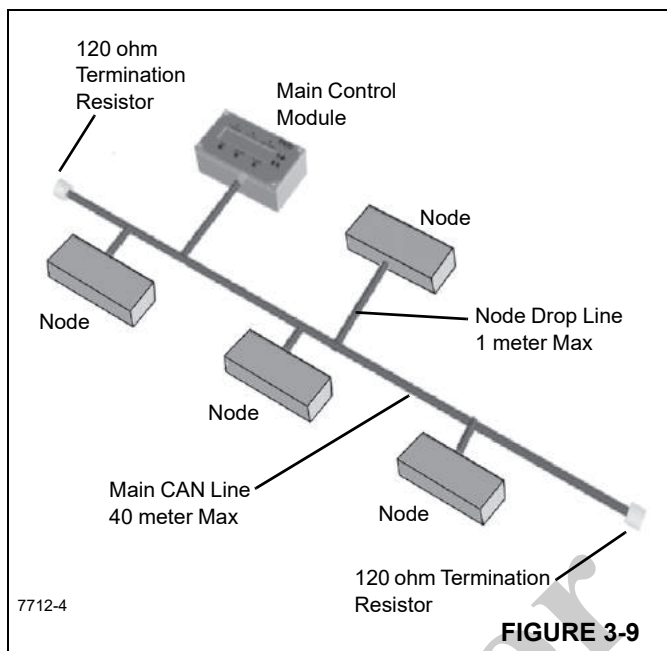 120 ohm
Termination
Resistor
Main Control
Module
Node
Node
Node Drop Line
1 meter Max
Node
Main CAN Line
40 meter Max
Node
120 ohm Termination
Resistor
7712-4
FIGURE 3-9